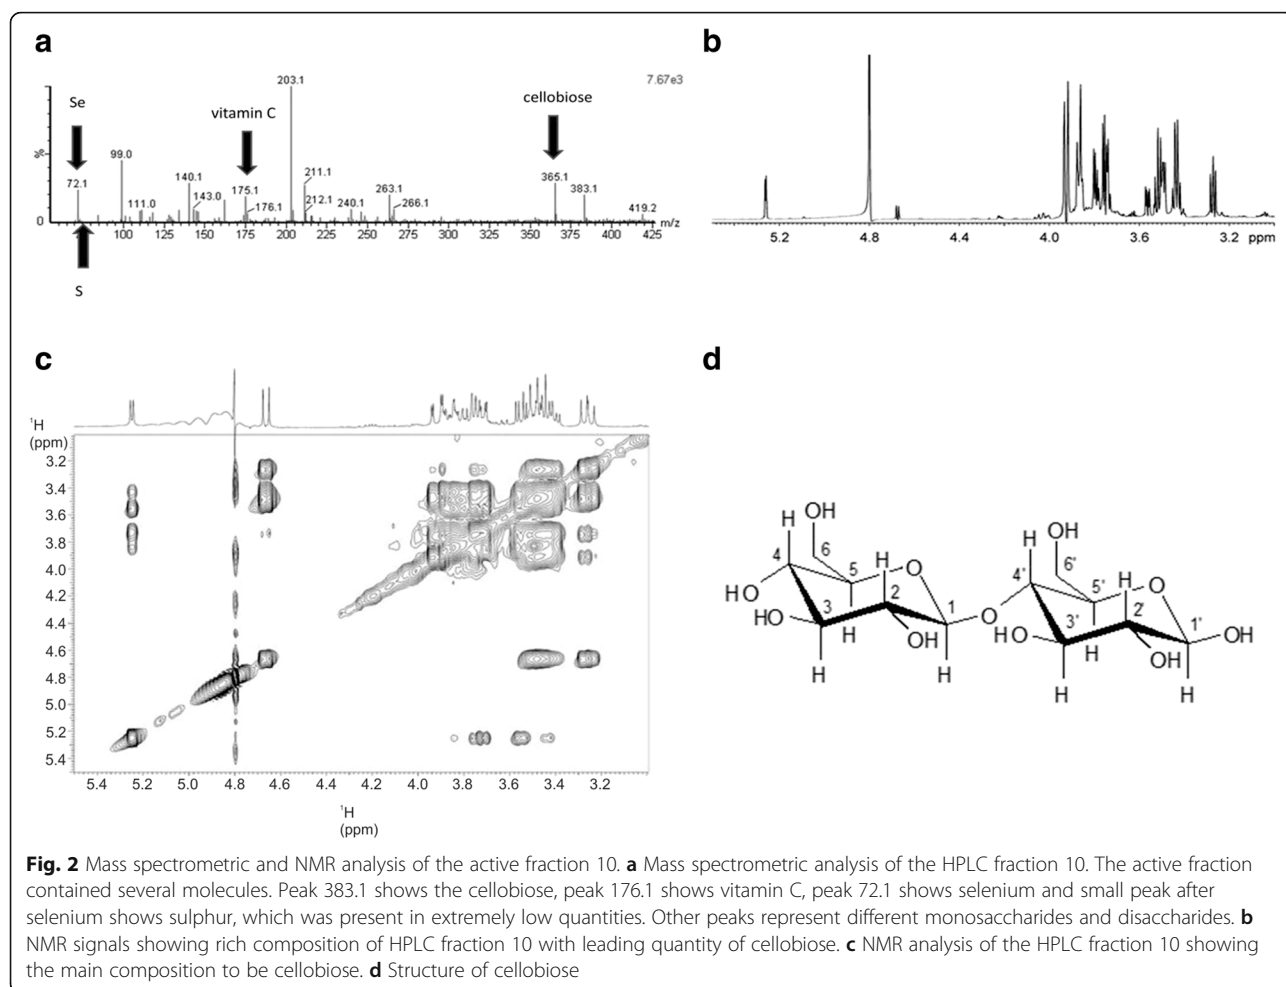 a
7.67e3
203.1
Se
vitamin C
cellobiose
%
99.0
72.1
140.1
211.1
175.1
365.1
263.1
383.1
111.0
143.0
176.1
212.1
240.1
266.1
419.2
0
100 125 150 175 200 225 250 275 300 325 350 375 400 425 m/z
S
b
5.2 4.8 4.4 4.0 3.6 3.2 ppm
c
¹H
(ppm)
3.2
3.4
3.6
3.8
4.0
4.2
4.4
4.6
4.8
5.0
5.2
5.4
5.4 5.2 5.0 4.8 4.6 4.4 4.2 4.0 3.8 3.6 3.4 3.2
¹H
(ppm)
d
OH
H
6
4
5
H
O
HO
2
HO
3
1
H
OH
O
H
H
OH
H
6'
4'
5'
H
O
2'
HO
3'
1'
OH
H
OH
H
H
Fig. 2 Mass spectrometric and NMR analysis of the active fraction 10. a Mass spectrometric analysis of the HPLC fraction 10. The active fraction
contained several molecules. Peak 383.1 shows the cellobiose, peak 176.1 shows vitamin C, peak 72.1 shows selenium and small peak after
selenium shows sulphur, which was present in extremely low quantities. Other peaks represent different monosaccharides and disaccharides. b
NMR signals showing rich composition of HPLC fraction 10 with leading quantity of cellobiose. c NMR analysis of the HPLC fraction 10 showing
the main composition to be cellobiose. d Structure of cellobiose